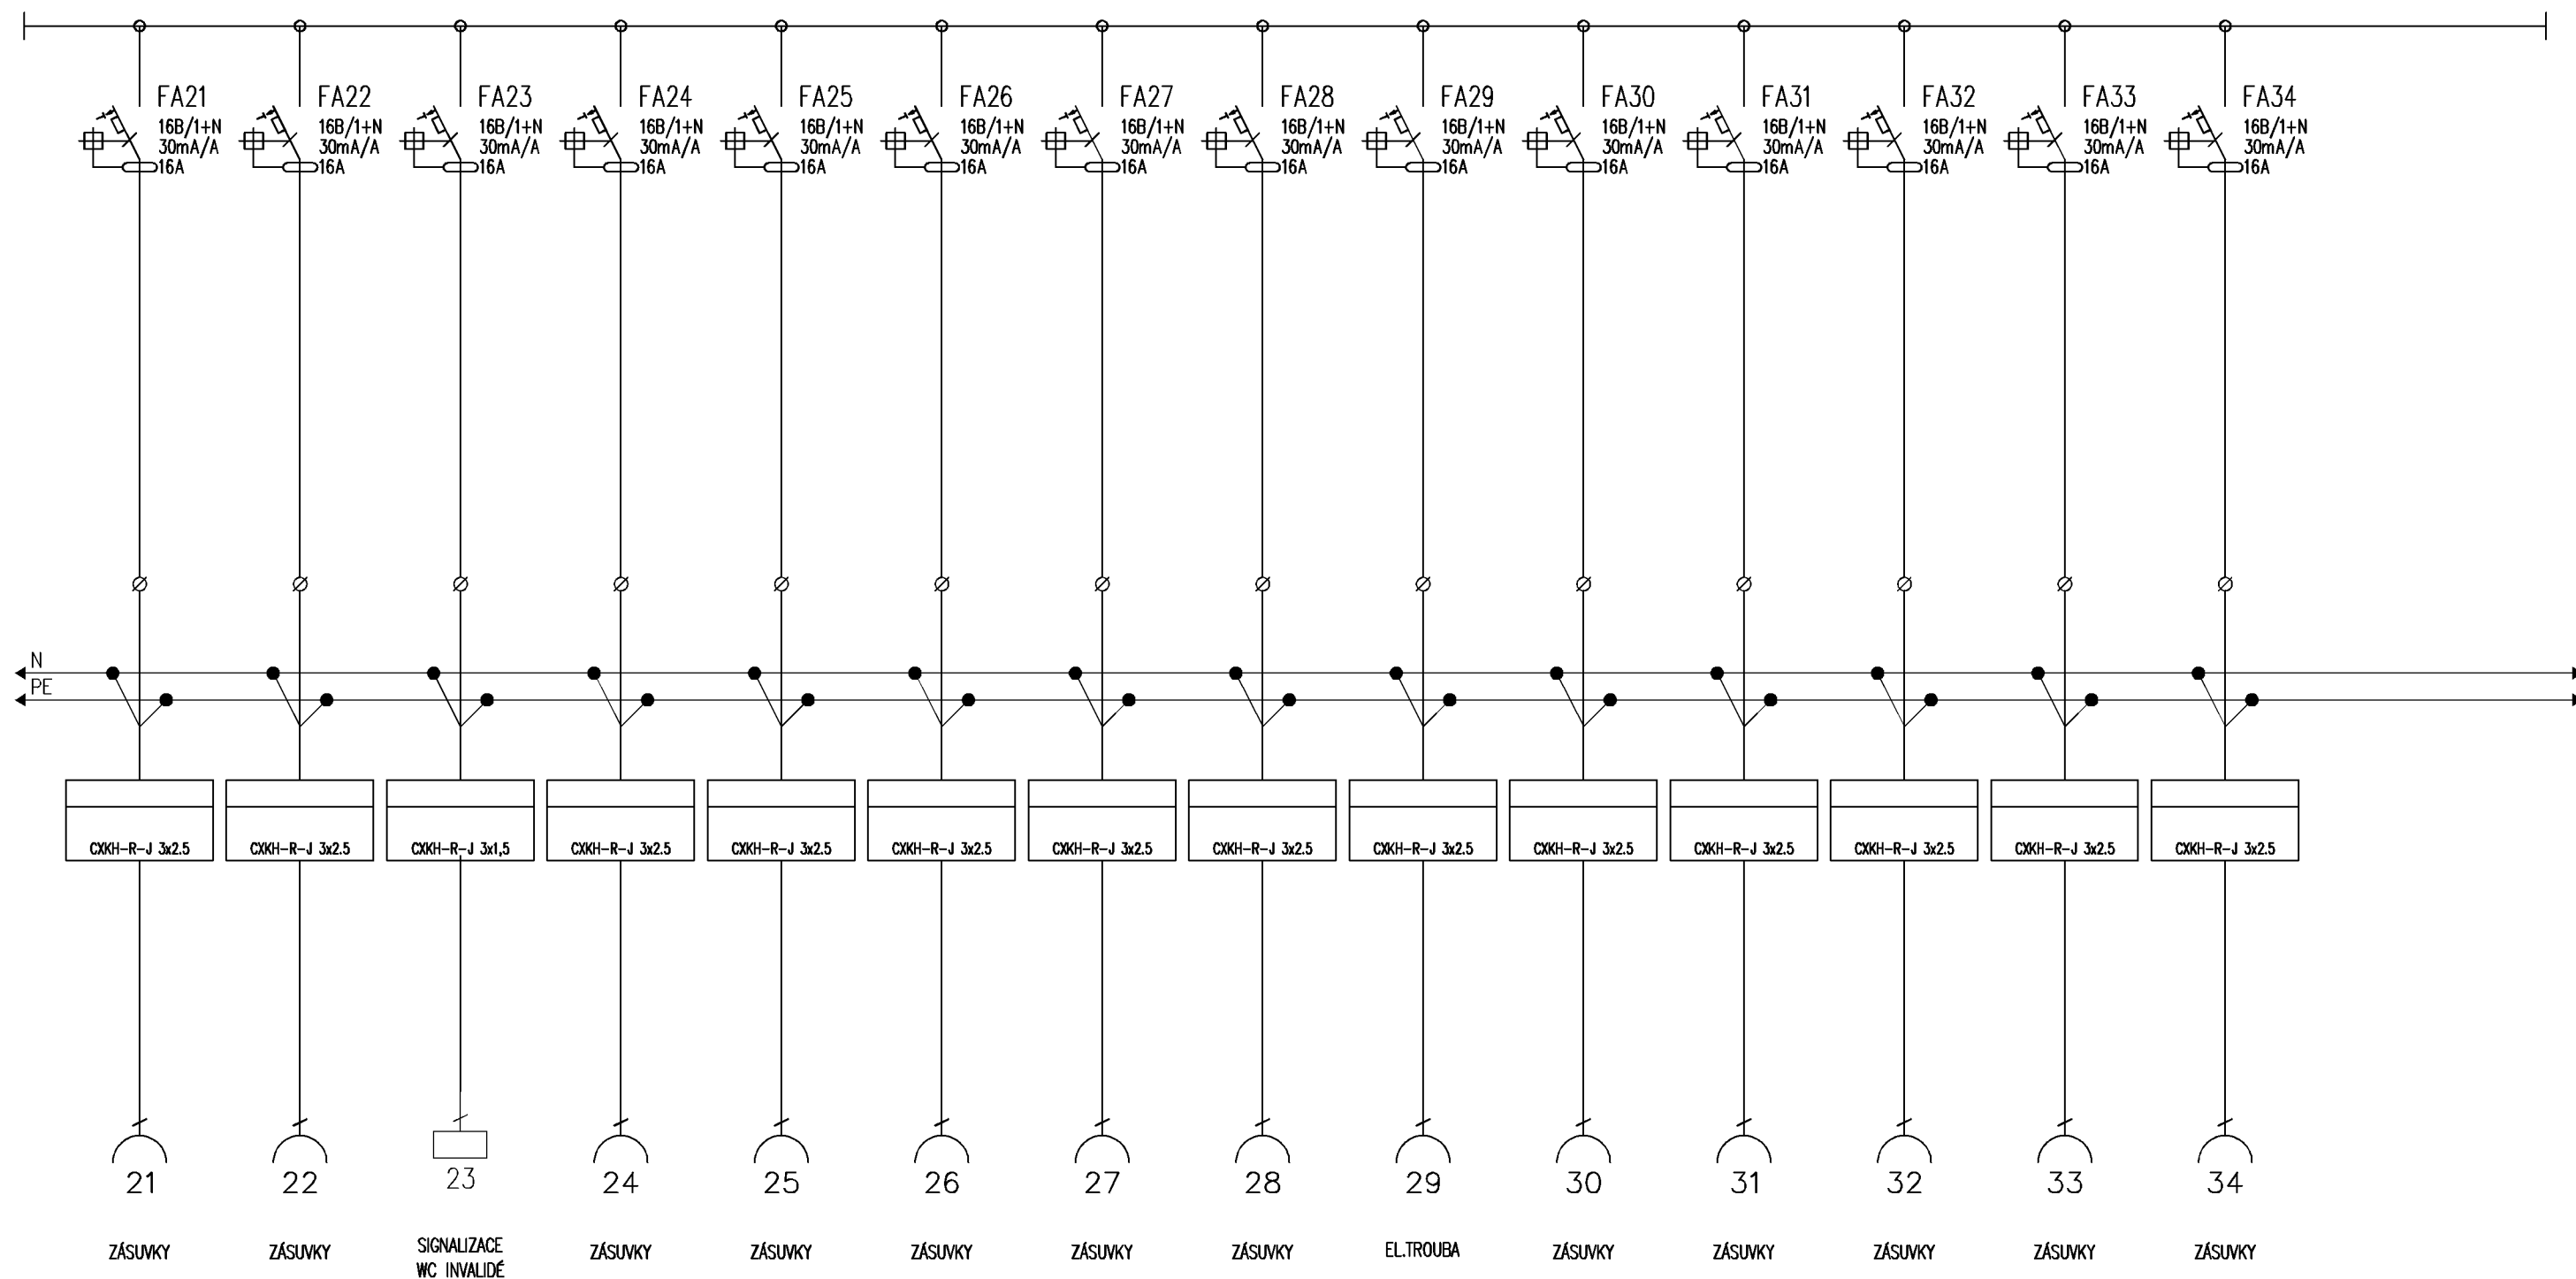 FA21
16B/1+N
30mA/A
16A
FA22
16B/1+N
30mA/A
16A
FA23
16B/1+N
30mA/A
16A
FA24
16B/1+N
30mA/A
16A
FA25
16B/1+N
30mA/A
16A
FA26
16B/1+N
30mA/A
16A
FA27
16B/1+N
30mA/A
16A
FA28
16B/1+N
30mA/A
16A
FA29
16B/1+N
30mA/A
16A
FA30
16B/1+N
30mA/A
16A
FA31
16B/1+N
30mA/A
16A
FA32
16B/1+N
30mA/A
16A
FA33
16B/1+N
30mA/A
16A
FA34
16B/1+N
30mA/A
16A
N
PE
CXKH-R-J 3x2.5
CXKH-R-J 3x2.5
CXKH-R-J 3x1,5
CXKH-R-J 3x2.5
CXKH-R-J 3x2.5
CXKH-R-J 3x2.5
CXKH-R-J 3x2.5
CXKH-R-J 3x2.5
CXKH-R-J 3x2.5
CXKH-R-J 3x2.5
CXKH-R-J 3x2.5
CXKH-R-J 3x2.5
CXKH-R-J 3x2.5
CXKH-R-J 3x2.5
21
22
23
24
25
26
27
28
29
30
31
32
33
34
ZÁSUVKY
ZÁSUVKY
SIGNALIZACE
WC INVALIDÉ
ZÁSUVKY
ZÁSUVKY
ZÁSUVKY
ZÁSUVKY
ZÁSUVKY
EL.TROUBA
ZÁSUVKY
ZÁSUVKY
ZÁSUVKY
ZÁSUVKY
ZÁSUVKY